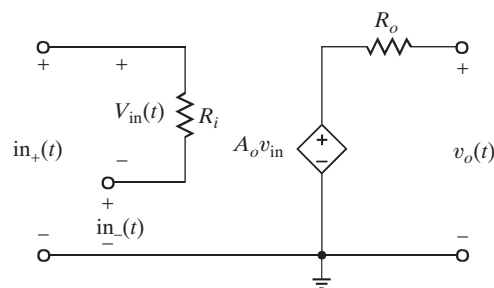 R_o
+ + +
V_in(t) R_i
in_+(t) A_o v_in + − v_o(t)
−
+
in_−(t)
− − −